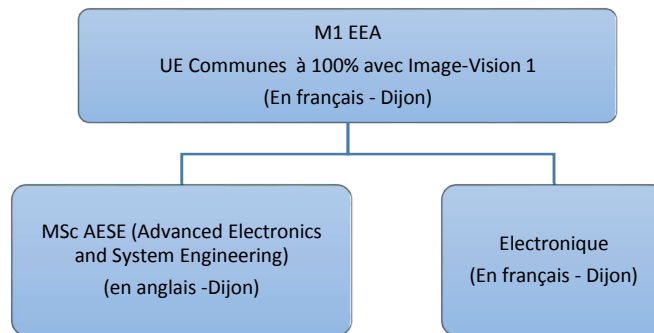 M1 EEA
UE Communes à 100% avec Image-Vision 1
(En français - Dijon)
MSc AESE (Advanced Electronics
and System Engineering)
(en anglais -Dijon)
Electronique
(En français - Dijon)